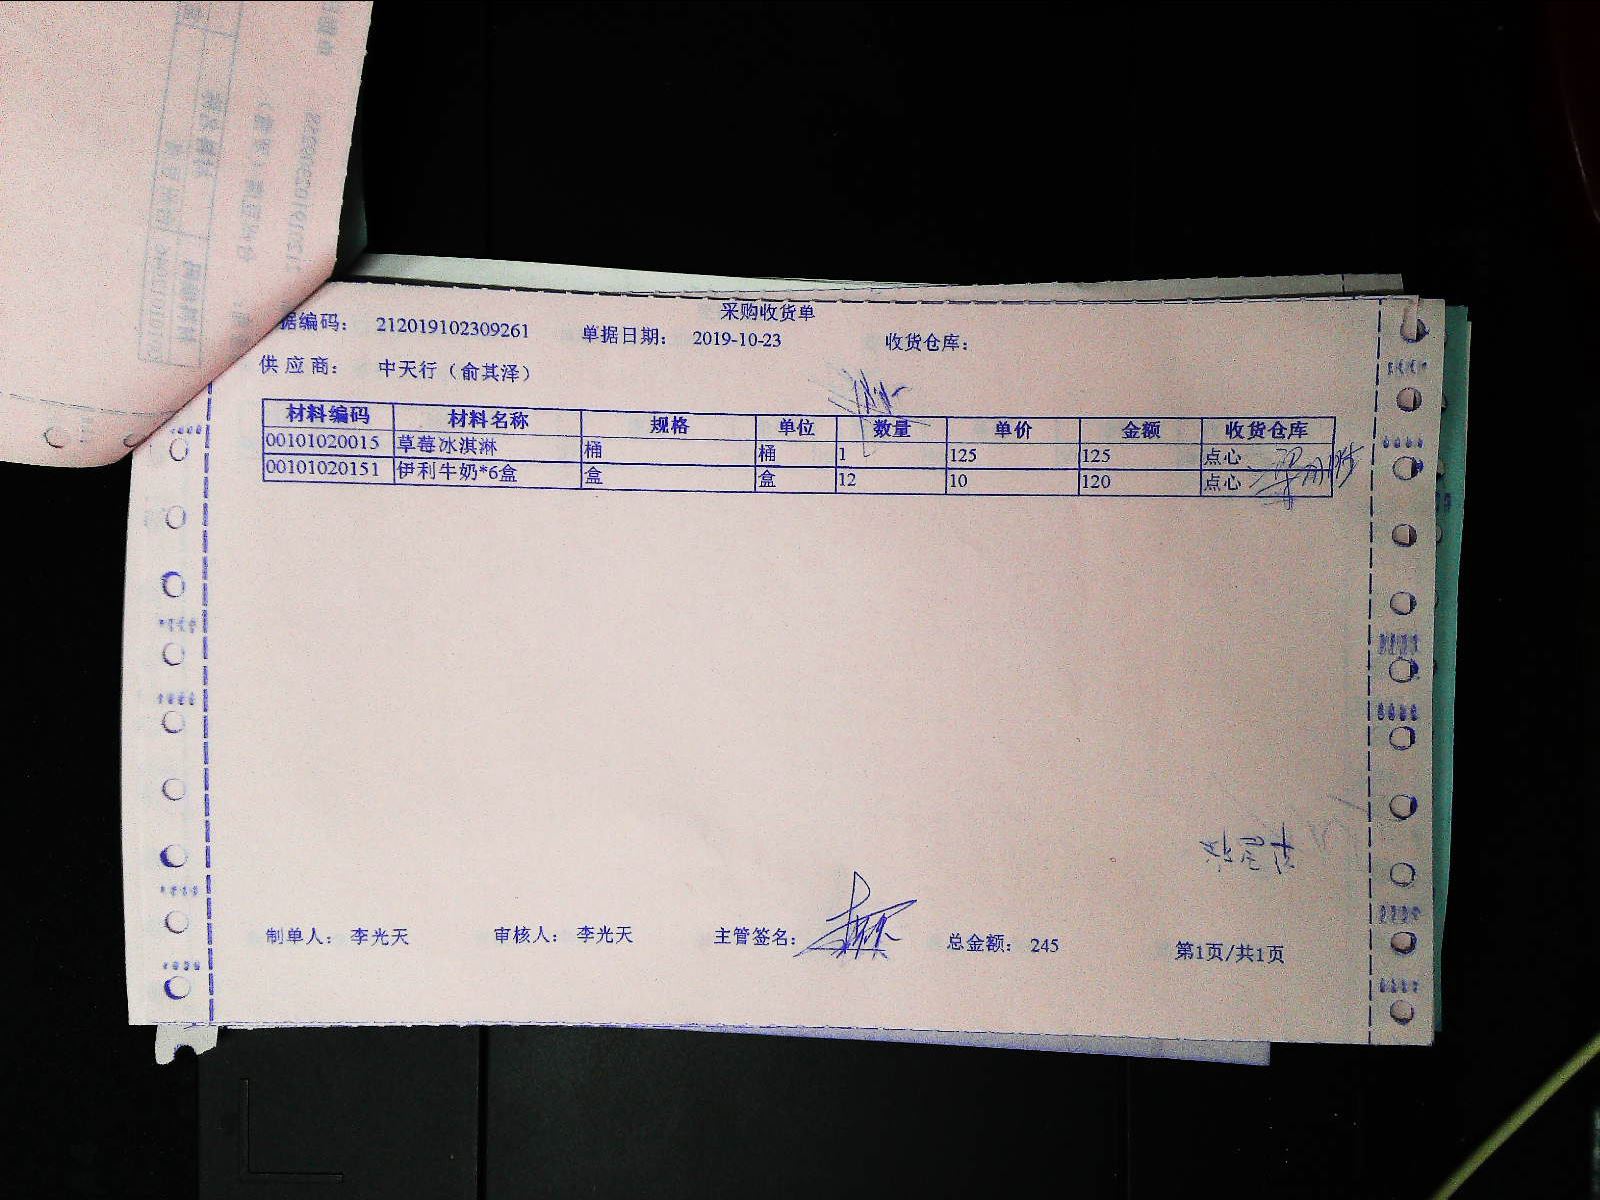 采购收货单
据编码： 212019102309261 单据日期： 2019-10-23 收货仓库：
供 应 商： 中天行（俞其泽）
材料编码 材料名称 规格 单位 数量 单价 金额 收货仓库
00101020015 草莓冰淇淋 桶 桶 1 125 125 点心
00101020151 伊利牛奶*6盒 盒 盒 12 10 120 点心
制单人： 李光天 审核人： 李光天 主管签名： 总金额： 245 第1页/共1页